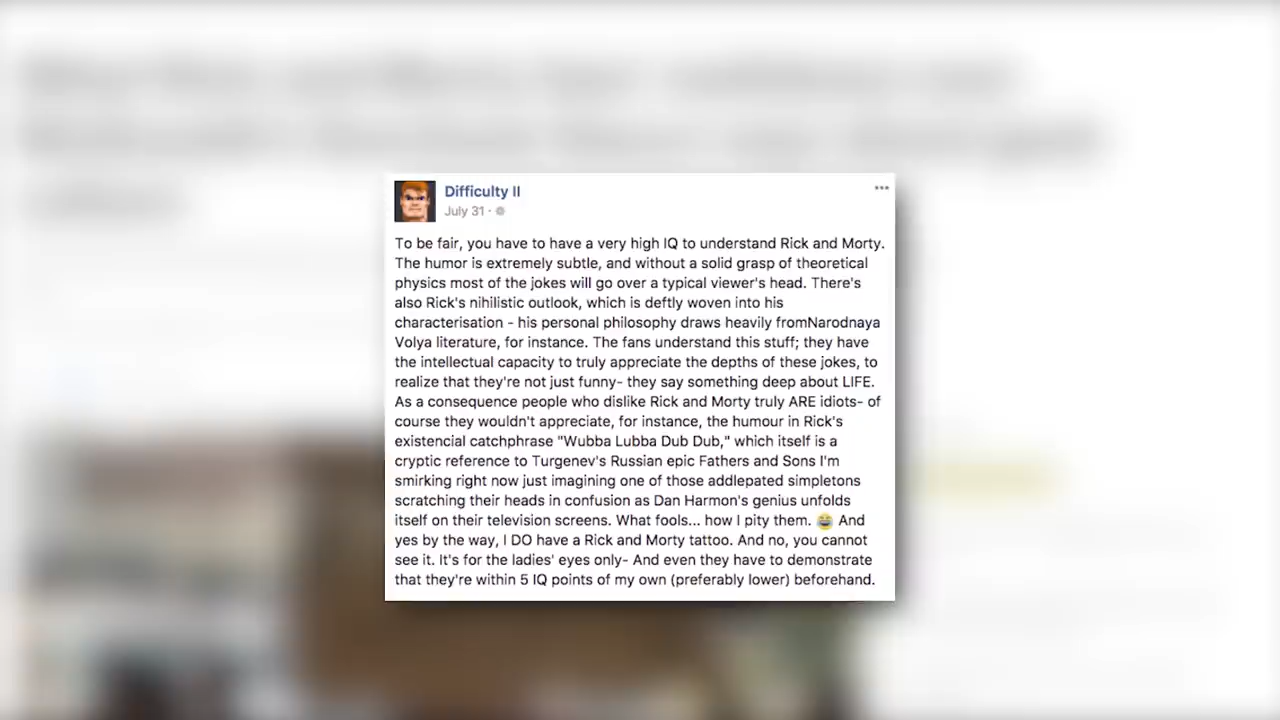 Difficulty II
July 31 ·
To be fair, you have to have a very high IQ to understand Rick and Morty.
The humor is extremely subtle, and without a solid grasp of theoretical
physics most of the jokes will go over a typical viewer's head. There's
also Rick's nihilistic outlook, which is deftly woven into his
characterisation - his personal philosophy draws heavily fromNarodnaya
Volya literature, for instance. The fans understand this stuff; they have
the intellectual capacity to truly appreciate the depths of these jokes, to
realize that they're not just funny- they say something deep about LIFE.
As a consequence people who dislike Rick and Morty truly ARE idiots- of
course they wouldn't appreciate, for instance, the humour in Rick's
existencial catchphrase "Wubba Lubba Dub Dub," which itself is a
cryptic reference to Turgenev's Russian epic Fathers and Sons I'm
smirking right now just imagining one of those addlepated simpletons
scratching their heads in confusion as Dan Harmon's genius unfolds
itself on their television screens. What fools... how I pity them. 😂 And
yes by the way, I DO have a Rick and Morty tattoo. And no, you cannot
see it. It's for the ladies' eyes only- And even they have to demonstrate
that they're within 5 IQ points of my own (preferably lower) beforehand.